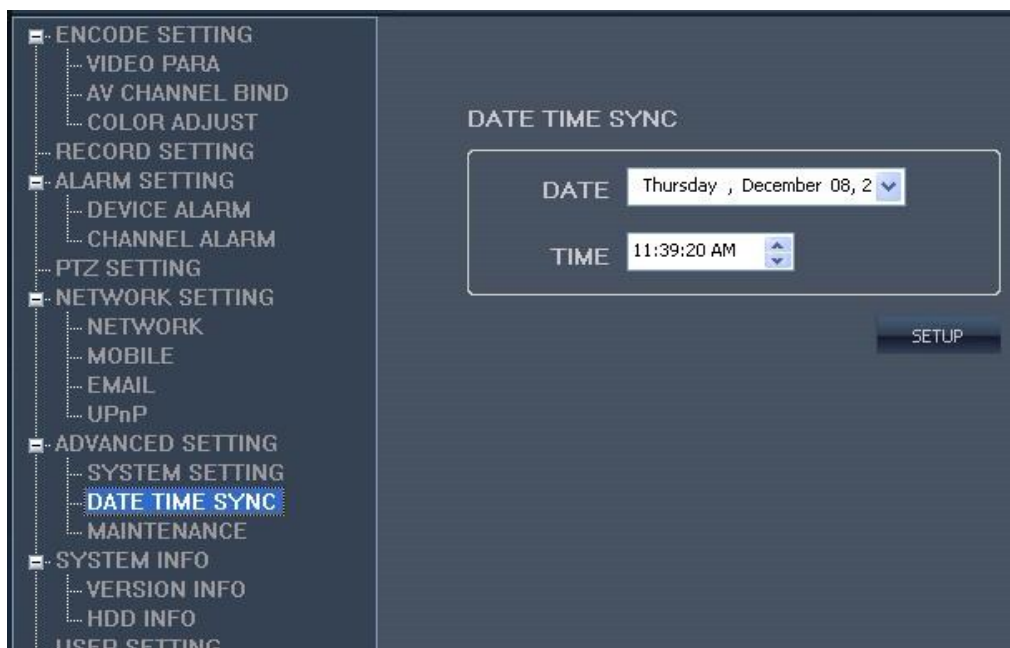 ENCODE SETTING
VIDEO PARA
AV CHANNEL BIND
COLOR ADJUST
RECORD SETTING
ALARM SETTING
DEVICE ALARM
CHANNEL ALARM
PTZ SETTING
NETWORK SETTING
NETWORK
MOBILE
EMAIL
UPnP
ADVANCED SETTING
SYSTEM SETTING
DATE TIME SYNC
MAINTENANCE
SYSTEM INFO
VERSION INFO
HDD INFO
USER SETTING
DATE TIME SYNC
DATE Thursday , December 08, 2
TIME 11:39:20 AM
SETUP